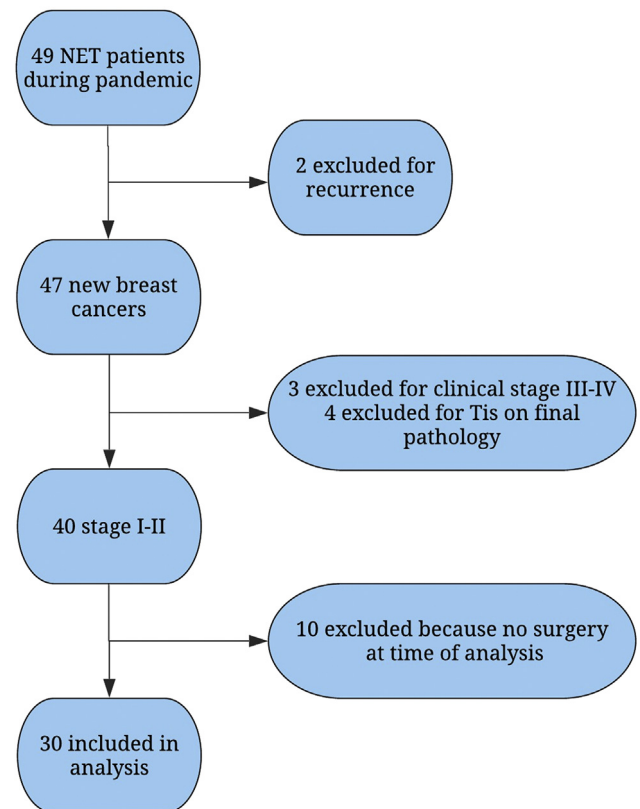 49 NET patients
during pandemic
2 excluded for
recurrence
47 new breast
cancers
3 excluded for clinical stage III-IV
4 excluded for Tis on final
pathology
40 stage I-II
10 excluded because no surgery
at time of analysis
30 included in
analysis